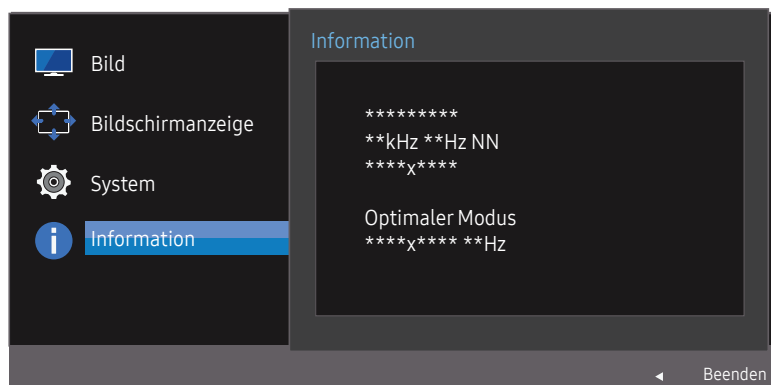 Bild
Bildschirmanzeige
System
Information
Information
*********
**kHz **Hz NN
****x****
Optimaler Modus
****x**** **Hz
Beenden